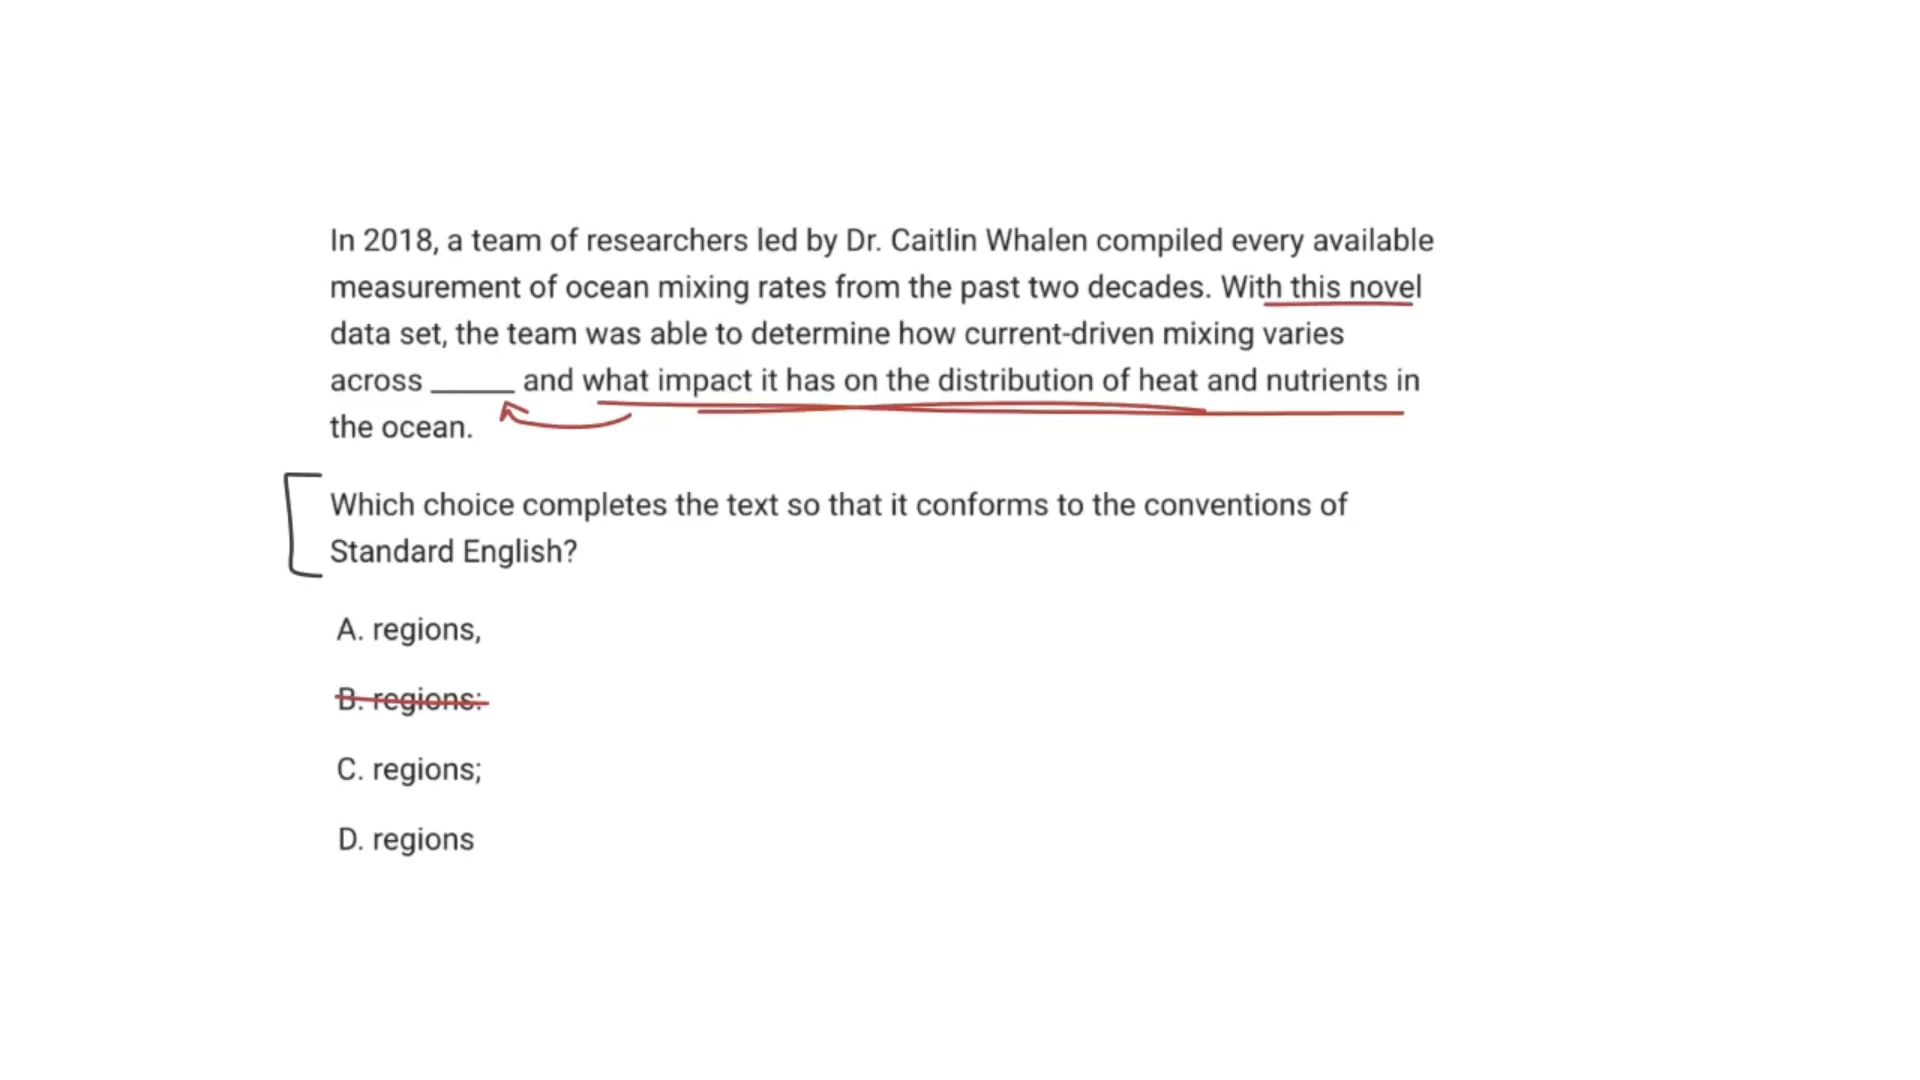 In 2018, a team of researchers led by Dr. Caitlin Whalen compiled every available
measurement of ocean mixing rates from the past two decades. With this novel
data set, the team was able to determine how current-driven mixing varies
across ______ and what impact it has on the distribution of heat and nutrients in
the ocean.
Which choice completes the text so that it conforms to the conventions of
Standard English?
A. regions,
B. regions:
C. regions;
D. regions